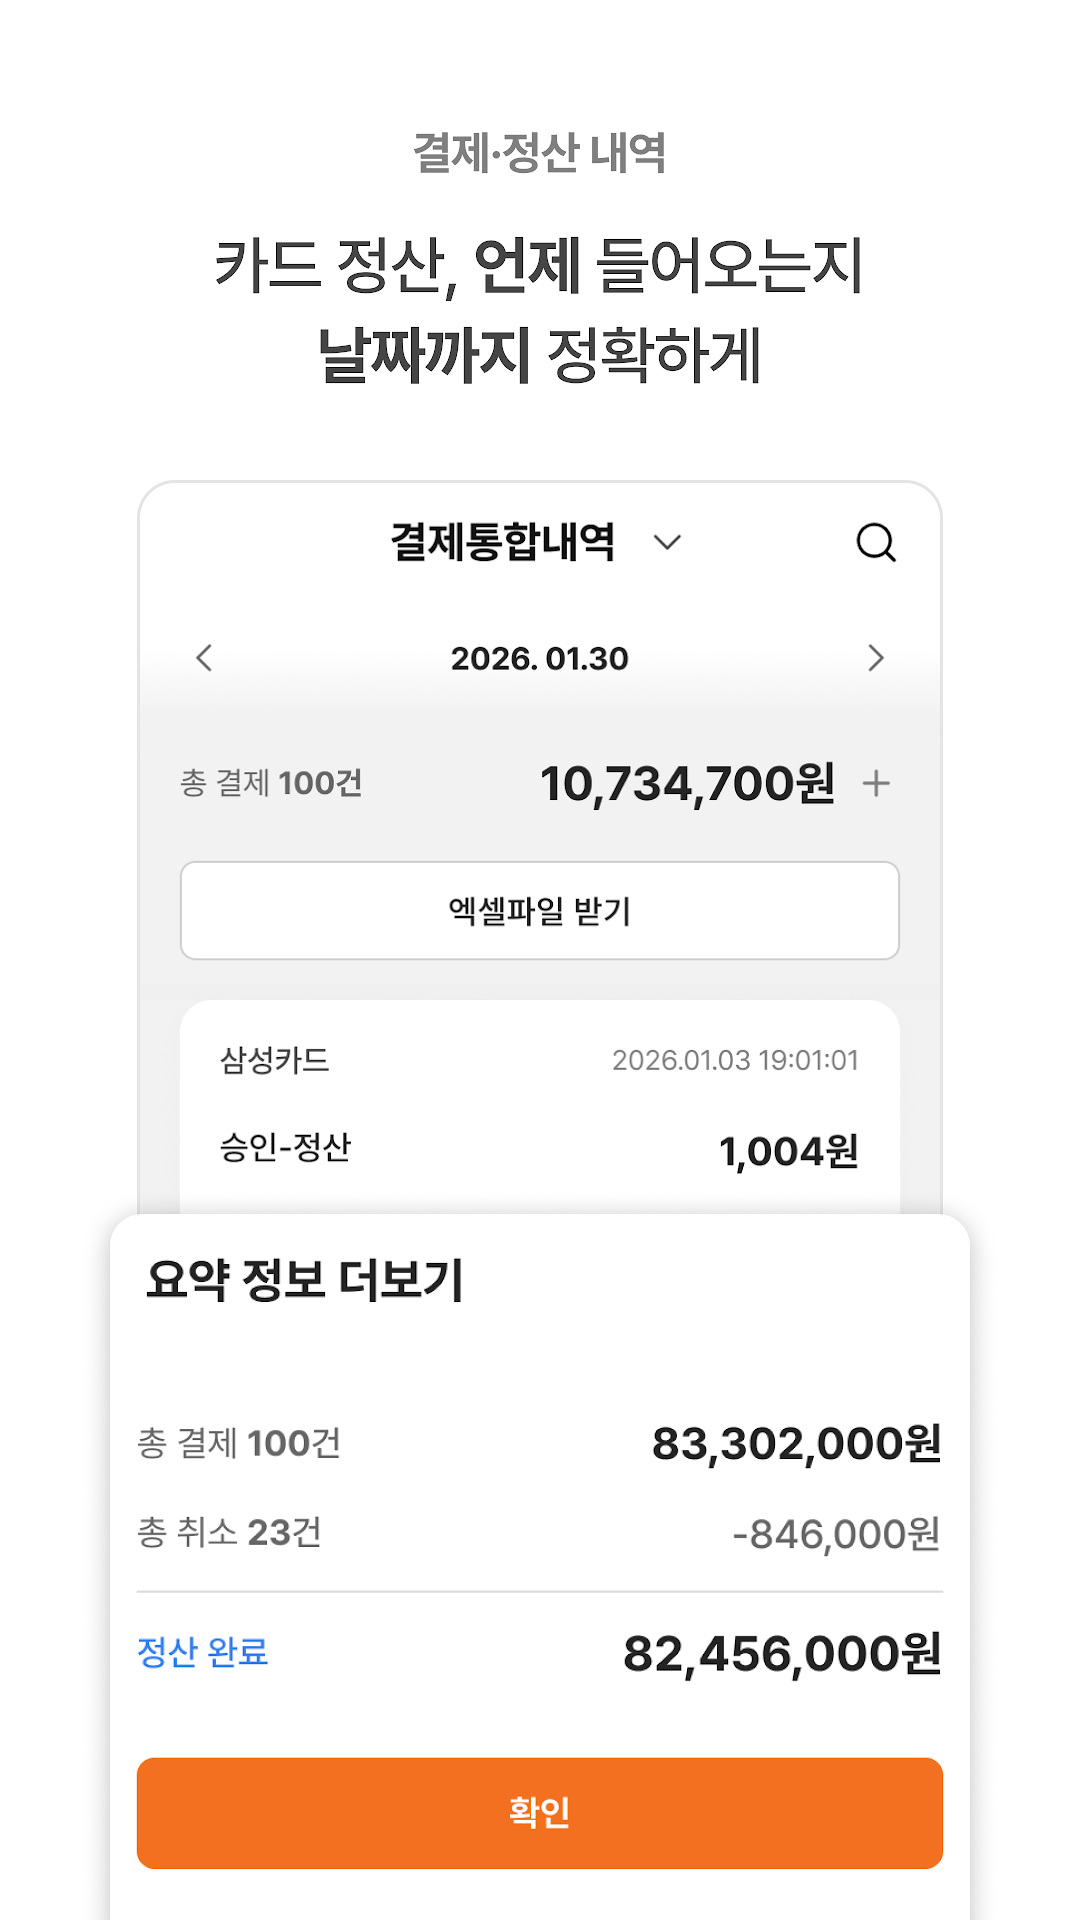 결제·정산 내역
카드 정산, 언제 들어오는지
날짜까지 정확하게
결제통합내역
2026. 01.30
총 결제 100건 10,734,700원
엑셀파일 받기
삼성카드 2026.01.03 19:01:01
승인-정산 1,004원
요약 정보 더보기
총 결제 100건 83,302,000원
총 취소 23건 -846,000원
정산 완료 82,456,000원
확인